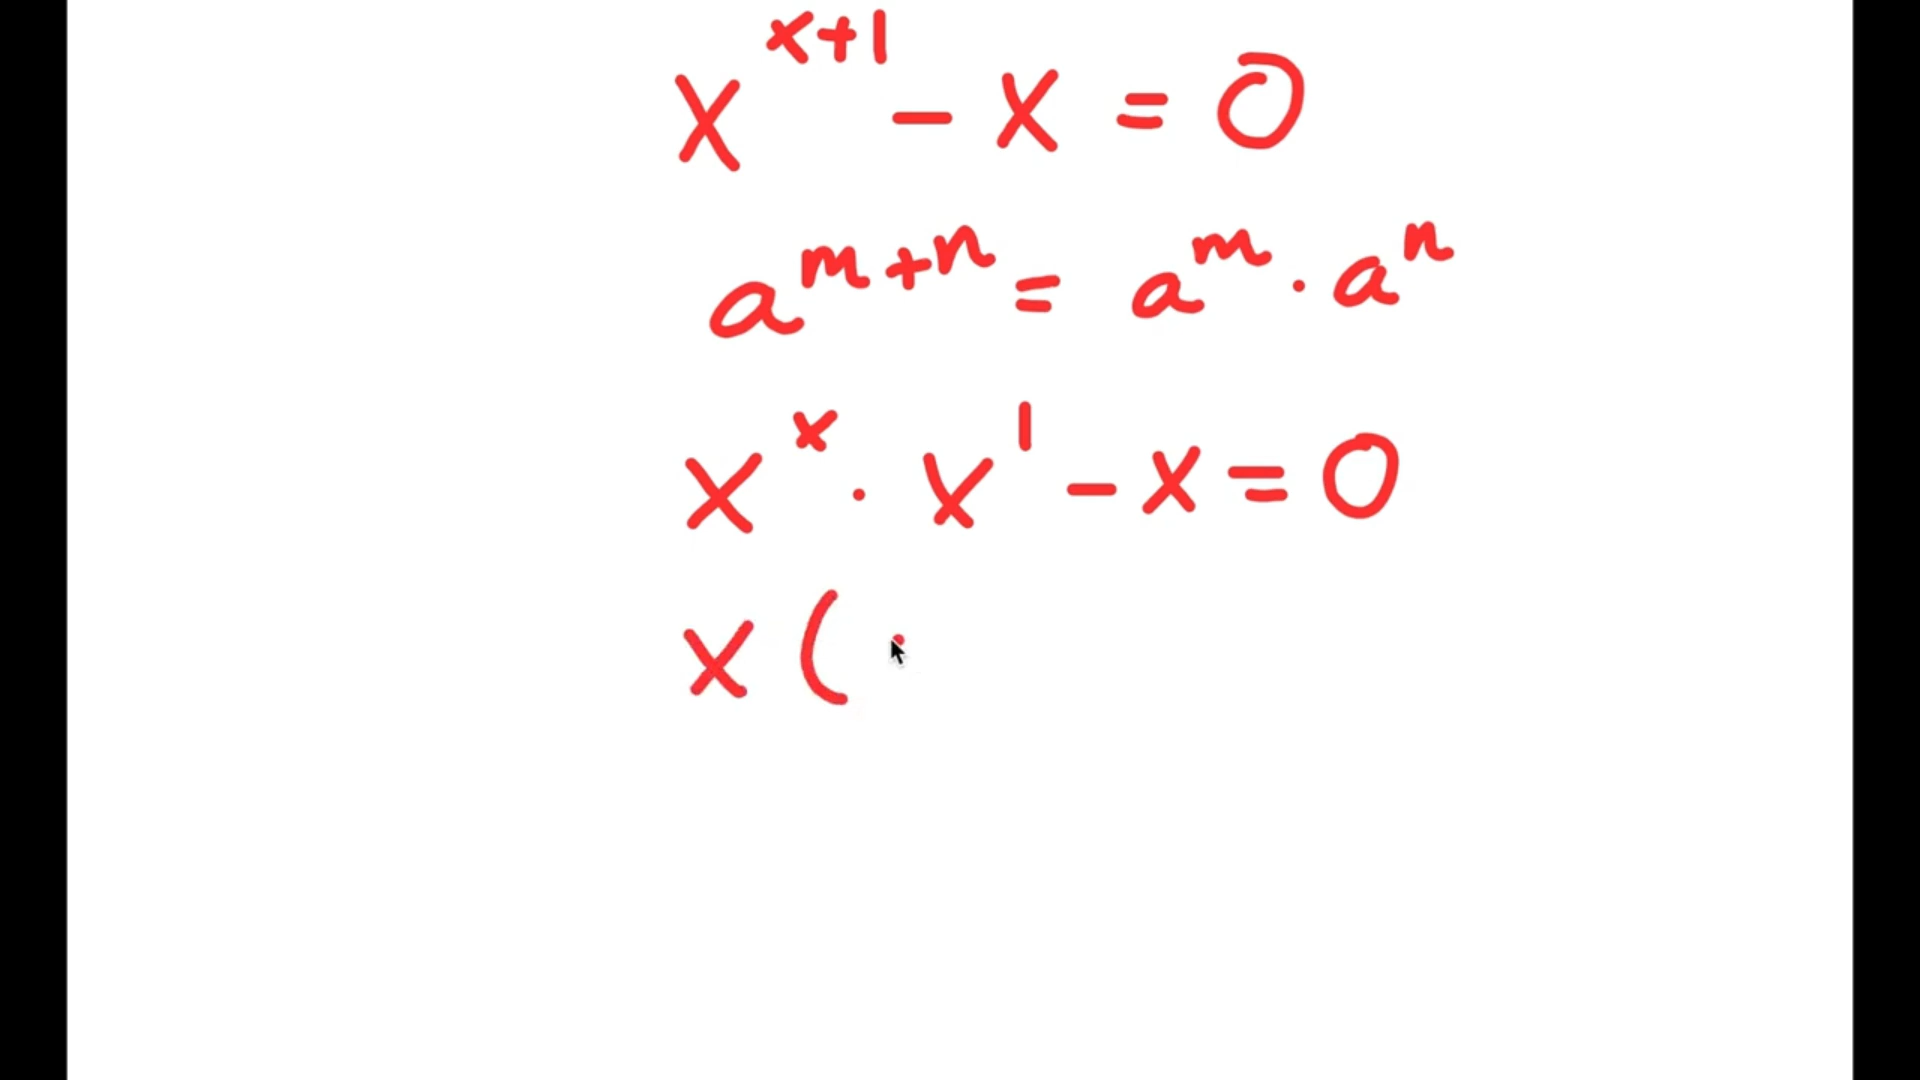 x^{x+1} - x = 0
a^{m+n} = a^m · a^n
x^x · x^1 - x = 0
x (